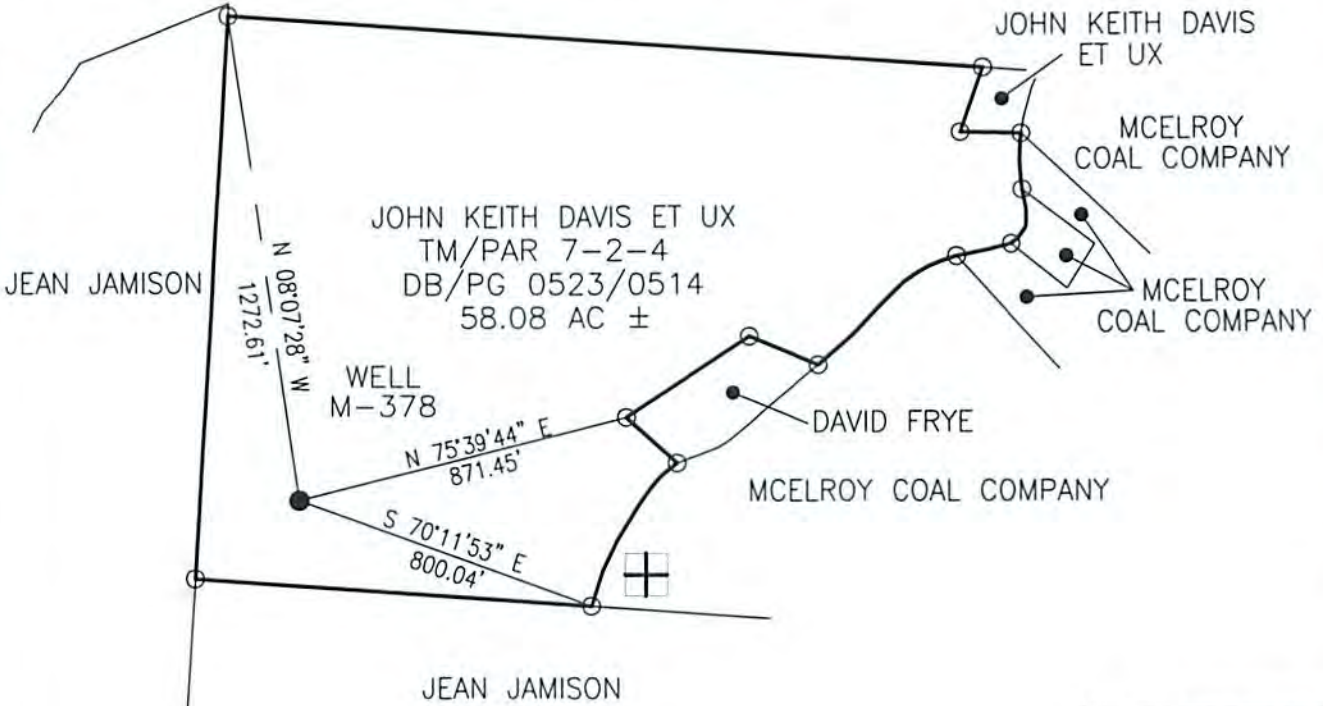 JOHN KEITH DAVIS
ET UX
MCELROY
COAL COMPANY
JOHN KEITH DAVIS ET UX
TM/PAR 7-2-4
DB/PG 0523/0514
58.08 AC ±
JEAN JAMISON
N 08°07'28" W
1272.61'
MCELROY
COAL COMPANY
WELL
M-378
DAVID FRYE
N 75°39'44" E
871.45'
MCELROY COAL COMPANY
S 70°11'53" E
800.04'
JEAN JAMISON